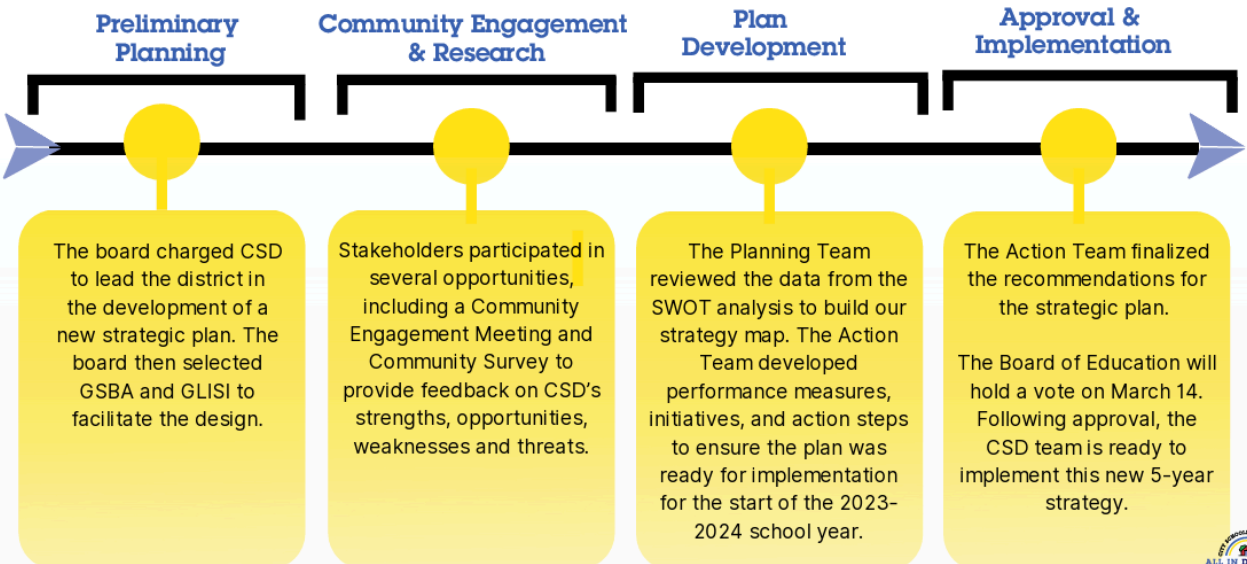 Preliminary
Planning
Community Engagement
& Research
Plan
Development
Approval &
Implementation
The board charged CSD
to lead the district in
the development of a
new strategic plan. The
board then selected
GSBA and GLISI to
facilitate the design.
Stakeholders participated in
several opportunities,
including a Community
Engagement Meeting and
Community Survey to
provide feedback on CSD's
strengths, opportunities,
weaknesses and threats.
The Planning Team
reviewed the data from the
SWOT analysis to build our
strategy map. The Action
Team developed
performance measures,
initiatives, and action steps
to ensure the plan was
ready for implementation
for the start of the 2023-
2024 school year.
The Action Team finalized
the recommendations for
the strategic plan.
The Board of Education will
hold a vote on March 14.
Following approval, the
CSD team is ready to
implement this new 5-year
strategy.
ALL IN